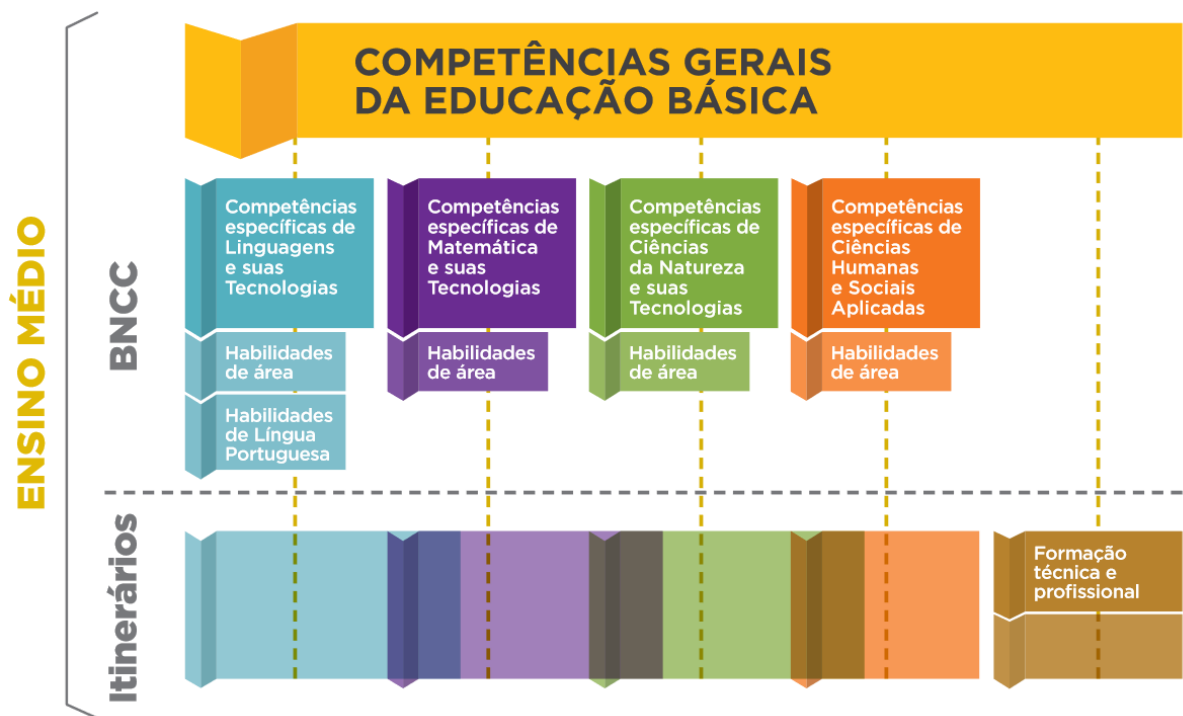 COMPETÊNCIAS GERAIS
DA EDUCAÇÃO BÁSICA
ENSINO MÉDIO
BNCC
Competências
específicas de
Linguagens
e suas
Tecnologias
Habilidades
de área
Habilidades
de Língua
Portuguesa
Competências
específicas de
Matemática
e suas
Tecnologias
Habilidades
de área
Competências
específicas de
Ciências
da Natureza
e suas
Tecnologias
Habilidades
de área
Competências
específicas de
Ciências
Humanas
e Sociais
Aplicadas
Habilidades
de área
Itinerários
Formação
técnica e
profissional